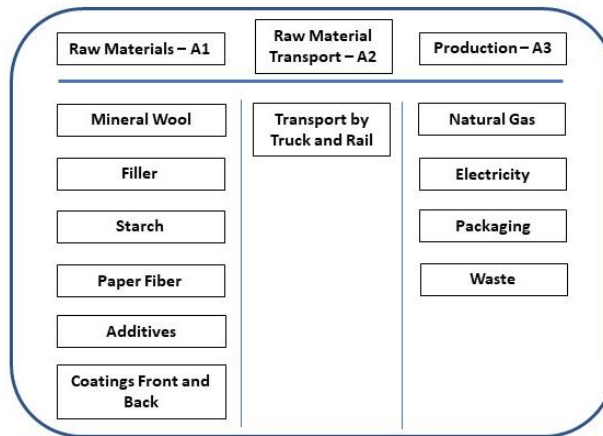 Raw Materials – A1
Raw Material
Transport – A2
Production – A3
Mineral Wool
Filler
Starch
Paper Fiber
Additives
Coatings Front and
Back
Transport by
Truck and Rail
Natural Gas
Electricity
Packaging
Waste